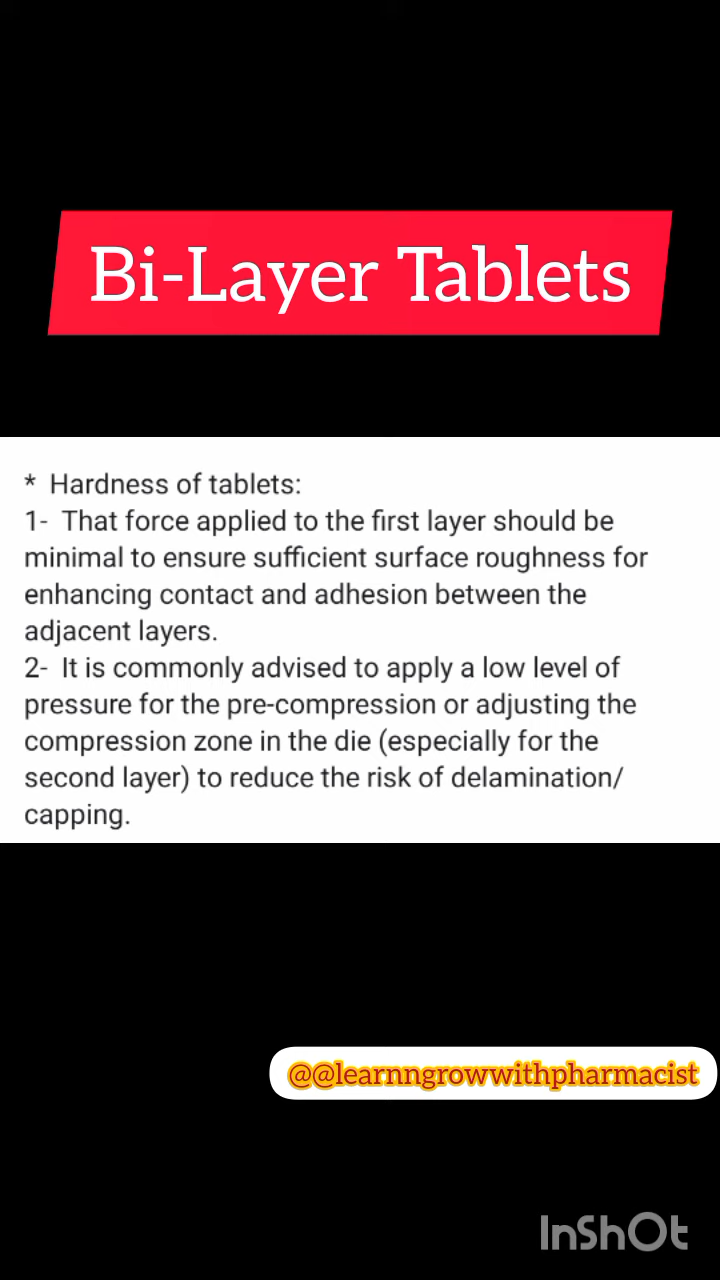 Bi-Layer Tablets
* Hardness of tablets:
1- That force applied to the first layer should be
minimal to ensure sufficient surface roughness for
enhancing contact and adhesion between the
adjacent layers.
2- It is commonly advised to apply a low level of
pressure for the pre-compression or adjusting the
compression zone in the die (especially for the
second layer) to reduce the risk of delamination/
capping.
@@learnngrowwithpharmacist
InShOt